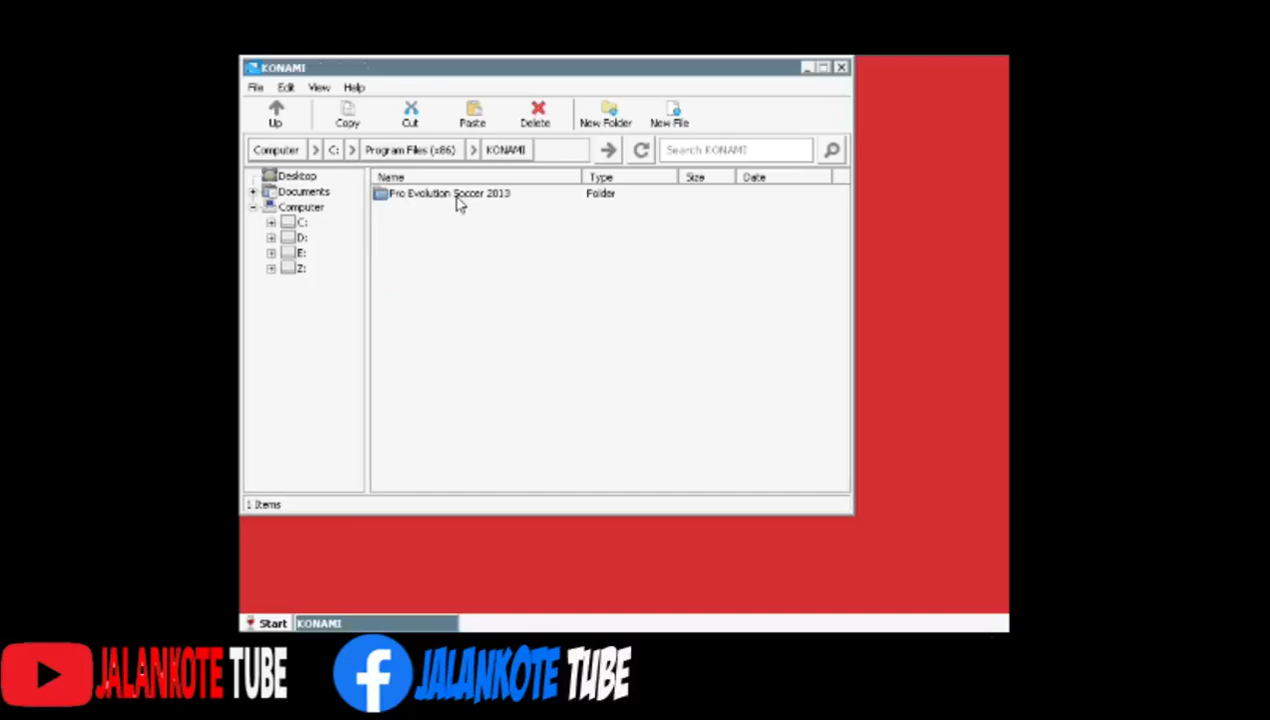 KONAMI
File Edit View Help
Up Copy Cut Paste Delete New Folder New File
Computer C: Program Files (x86) KONAMI Search KONAMI
Name Type Size Date
Desktop
Documents
Computer
C:
D:
E:
Z:
Pro Evolution Soccer 2013 Folder
1 Items
Start KONAMI
JALANKOTE TUBE JALANKOTE TUBE